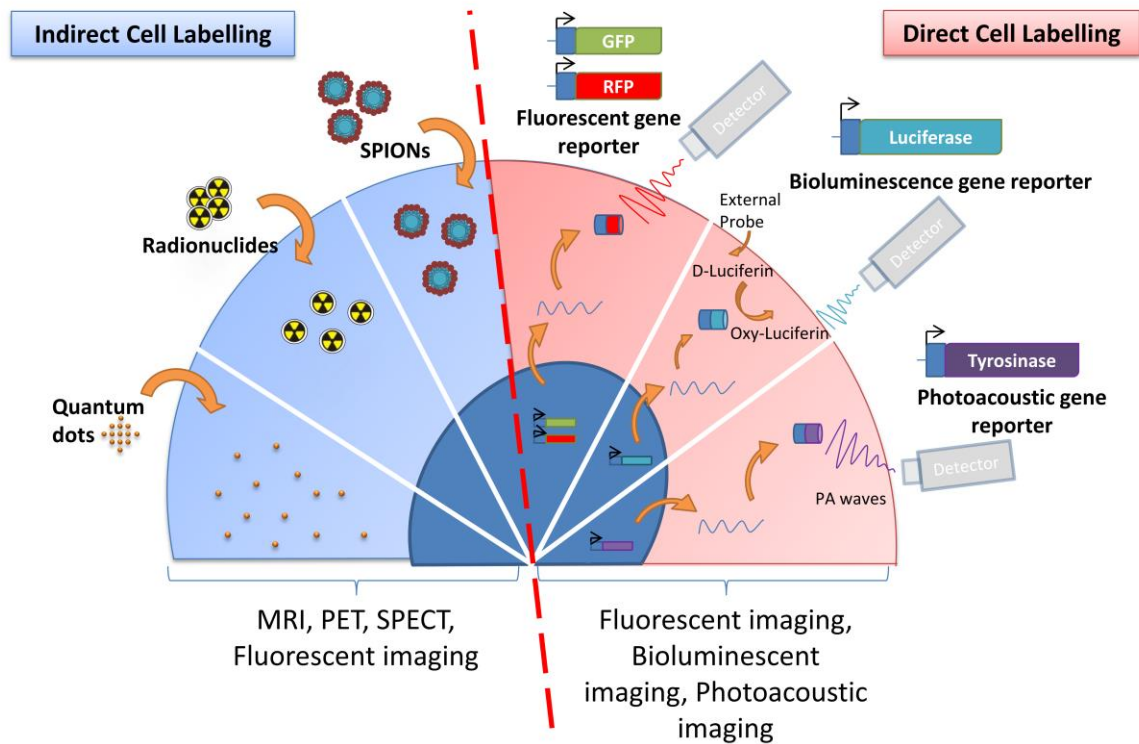 Indirect Cell Labelling
Direct Cell Labelling
GFP
RFP
Fluorescent gene
reporter
Detector
Luciferase
Bioluminescence gene reporter
SPIONs
Radionuclides
External
Probe
D-Luciferin
Oxy-Luciferin
Detector
Tyrosinase
Photoacoustic gene
reporter
Quantum
dots
Detector
PA waves
MRI, PET, SPECT,
Fluorescent imaging
Fluorescent imaging,
Bioluminescent
imaging, Photoacoustic
imaging